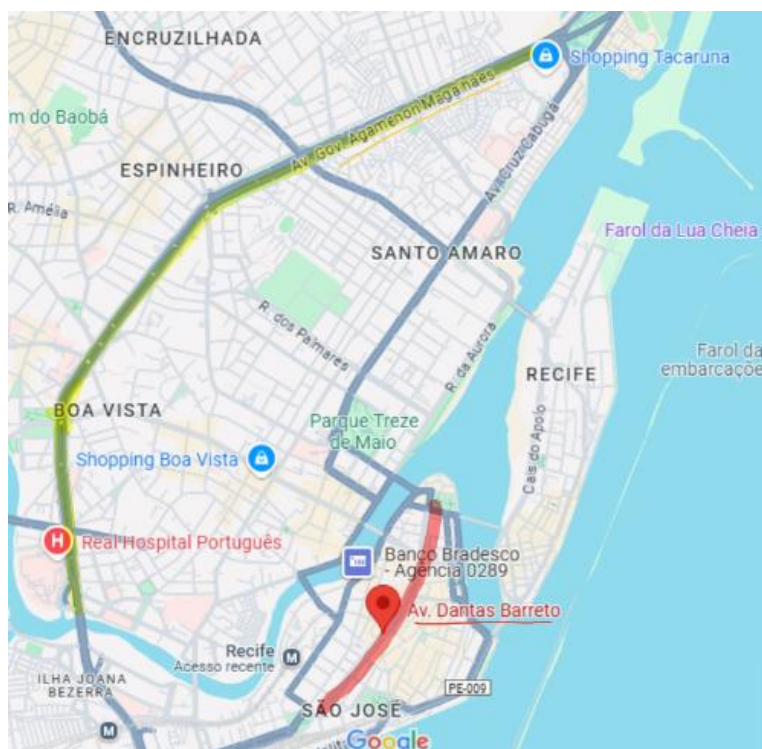 ENCRUZILHADA
Shopping Tacaruna
m do Baobá
Av. Gov. Agamenon Magalhães
ESPINHEIRO
Av. Cruz Cabugá
R. Amélia
SANTO AMARO
Farol da Lua Cheia
R. dos Palmares
Farol da
embarcaçõe
R. da Aurora
RECIFE
BOA VISTA
Parque Treze
de Maio
Shopping Boa Vista
Cais do Apolo
H
Real Hospital Português
Banco Bradesco
- Agência 0289
Av. Dantas Barreto
Recife
Acesso recente
M
ILHA JOANA
BEZERRA
PE-009
SÃO JOSÉ
M
Google